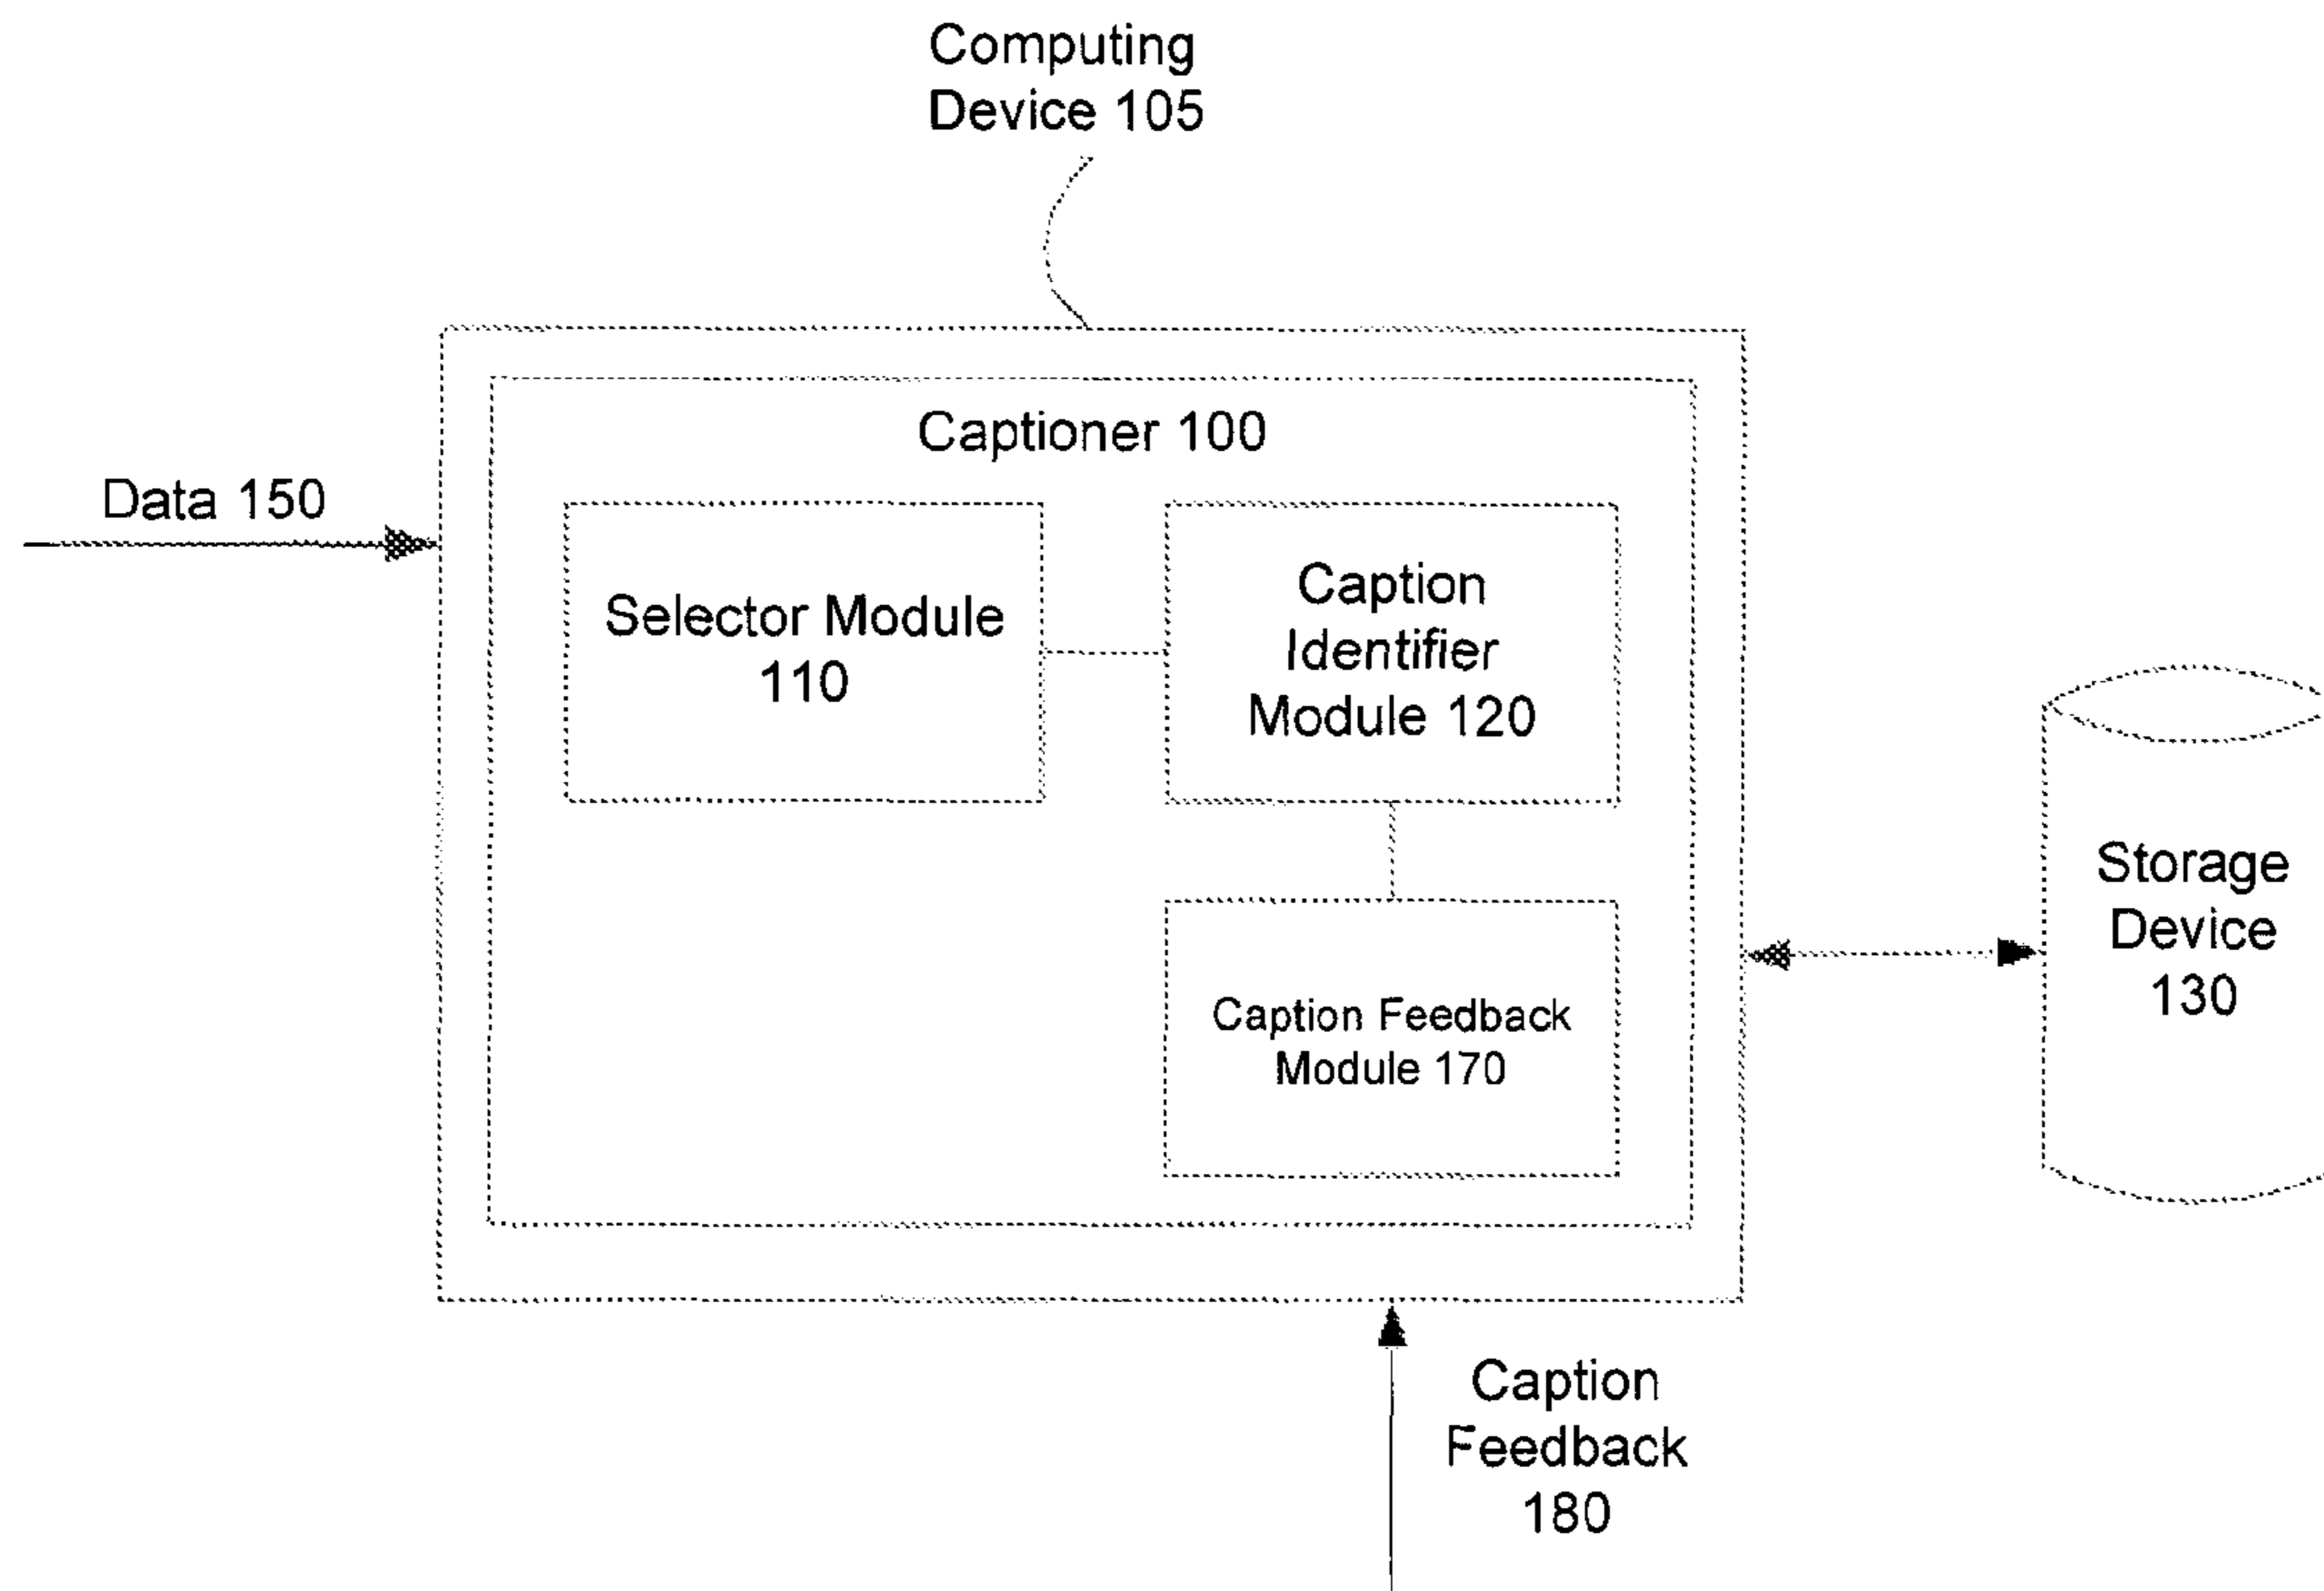 Computing
Device 105
Captioner 100
Data 150
Selector Module
110
Caption
Identifier
Module 120
Storage
Device
130
Caption Feedback
Module 170
Caption
Feedback
180